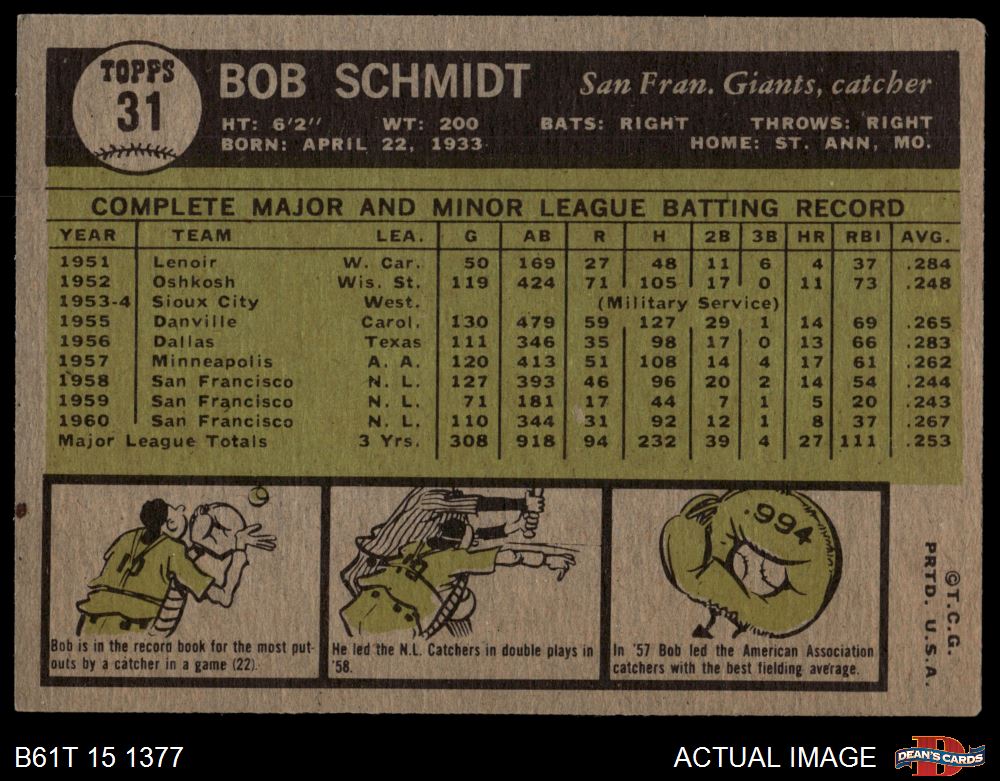 TOPPS
31
BOB SCHMIDT
San Fran. Giants, catcher
HT: 6'2" WT: 200 BATS: RIGHT THROWS: RIGHT
BORN: APRIL 22, 1933 HOME: ST. ANN, MO.
COMPLETE MAJOR AND MINOR LEAGUE BATTING RECORD
YEAR TEAM LEA. G AB R H 2B 3B HR RBI AVG.
1951 Lenoir W. Car. 50 169 27 48 11 6 4 37 .284
1952 Oshkosh Wis. St. 119 424 71 105 17 0 11 73 .248
1953-4 Sioux City West. (Military Service)
1955 Danville Carol. 130 479 59 127 29 1 14 69 .265
1956 Dallas Texas 111 346 35 98 17 0 13 66 .283
1957 Minneapolis A. A. 120 413 51 108 14 4 17 61 .262
1958 San Francisco N. L. 127 393 46 96 20 2 14 54 .244
1959 San Francisco N. L. 71 181 17 44 7 1 5 20 .243
1960 San Francisco N. L. 110 344 31 92 12 1 8 37 .267
Major League Totals 3 Yrs. 308 918 94 232 39 4 27 111 .253
15
Bob is in the record book for the most put-
outs by a catcher in a game (22).
15
He led the N.L. Catchers in double plays in
'58.
.994
In '57 Bob led the American Association
catchers with the best fielding average.
©T.C.G.
PRTD. U.S.A.
B61T 15 1377
ACTUAL IMAGE
D
DEAN'S CARDS